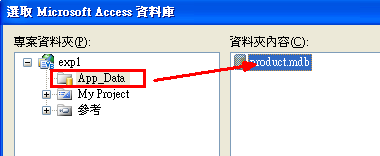 選取 Microsoft Access 資料庫
專案資料夾(P):
資料夾內容(C):
exp1
App_Data
My Project
參考
product.mdb